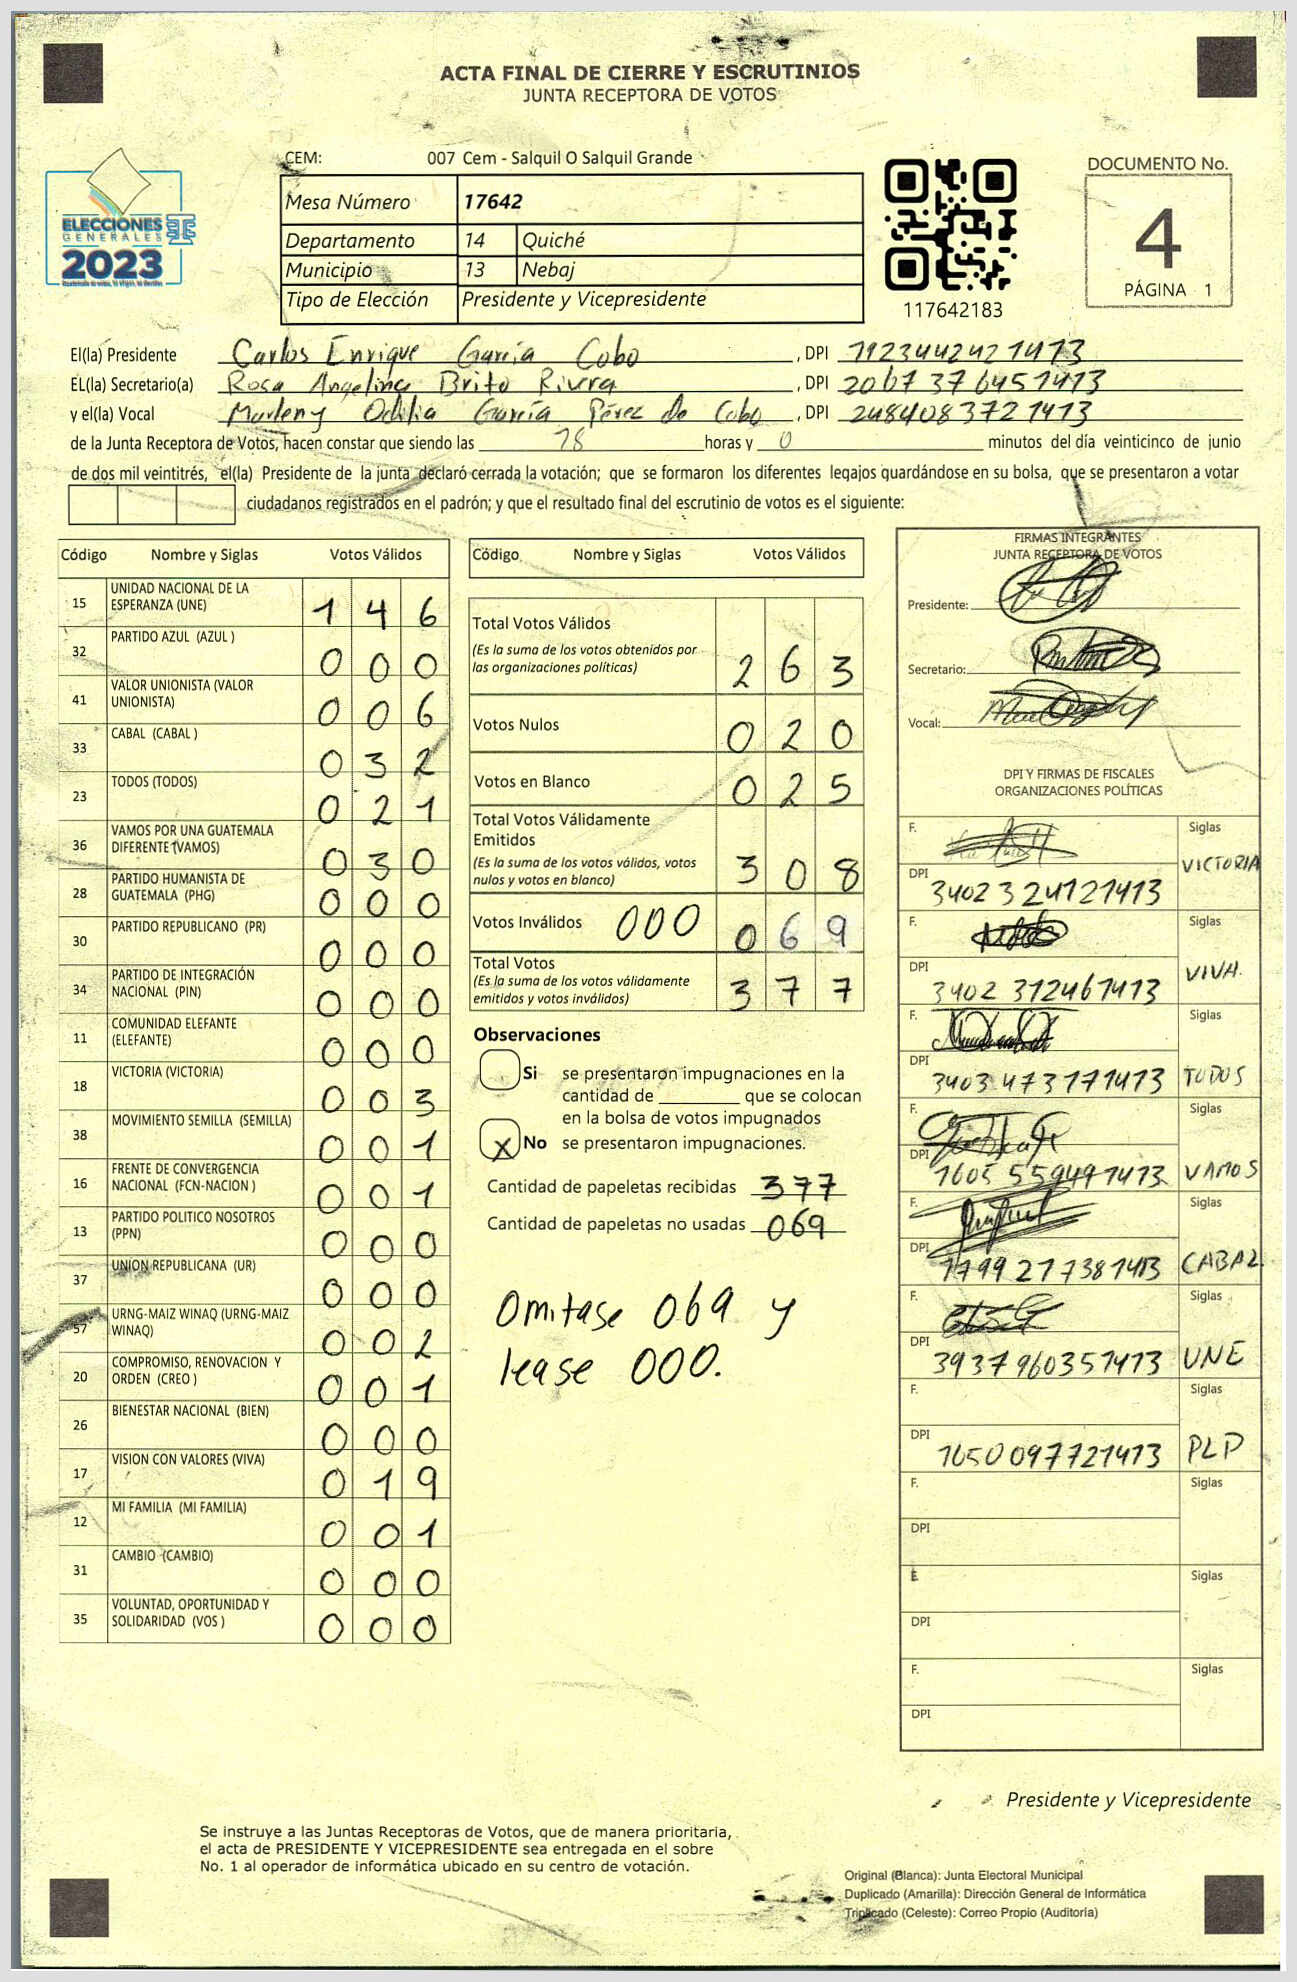 ACTA FINAL DE CIERRE Y ESCRUTINIOS
JUNTA RECEPTORA DE VOTOS
CEM: 007 Cem - Salquil O Salquil Grande
DOCUMENTO No.
4
PÁGINA 1
ELECCIONES
GENERALES
2023
Mesa Número 17642
Departamento 14 Quiché
Municipio 13 Nebaj
Tipo de Elección Presidente y Vicepresidente
117642183
El(la) Presidente Carlos Enrique García Cobo, DPI 1923442421413
EL(la) Secretario(a) Rosa Angelina Brito Rivera, DPI 2067376451413
y el(la) Vocal Marleny Odilia García Pérez de Cobo, DPI 2484083721413
de la Junta Receptora de Votos, hacen constar que siendo las 18 horas y 0 minutos del día veinticinco de junio
de dos mil veintitrés, el(la) Presidente de la junta declaró cerrada la votación; que se formaron los diferentes legajos guardándose en su bolsa, que se presentaron a votar
ciudadanos registrados en el padrón; y que el resultado final del escrutinio de votos es el siguiente:
Código Nombre y Siglas Votos Válidos
15 UNIDAD NACIONAL DE LA ESPERANZA (UNE) 1 4 6
32 PARTIDO AZUL (AZUL ) 0 0 0
41 VALOR UNIONISTA (VALOR UNIONISTA) 0 0 6
33 CABAL (CABAL ) 0 3 2
23 TODOS (TODOS) 0 2 1
36 VAMOS POR UNA GUATEMALA DIFERENTE (VAMOS) 0 3 0
28 PARTIDO HUMANISTA DE GUATEMALA (PHG) 0 0 0
30 PARTIDO REPUBLICANO (PR) 0 0 0
34 PARTIDO DE INTEGRACIÓN NACIONAL (PIN) 0 0 0
11 COMUNIDAD ELEFANTE (ELEFANTE) 0 0 0
18 VICTORIA (VICTORIA) 0 0 3
38 MOVIMIENTO SEMILLA (SEMILLA) 0 0 1
16 FRENTE DE CONVERGENCIA NACIONAL (FCN-NACION ) 0 0 1
13 PARTIDO POLITICO NOSOTROS (PPN) 0 0 0
37 UNION REPUBLICANA (UR) 0 0 0
57 URNG-MAIZ WINAQ (URNG-MAIZ WINAQ) 0 0 2
20 COMPROMISO, RENOVACION Y ORDEN (CREO ) 0 0 1
26 BIENESTAR NACIONAL (BIEN) 0 0 0
17 VISION CON VALORES (VIVA) 0 1 9
12 MI FAMILIA (MI FAMILIA) 0 0 1
31 CAMBIO (CAMBIO) 0 0 0
35 VOLUNTAD, OPORTUNIDAD Y SOLIDARIDAD (VOS ) 0 0 0
Código Nombre y Siglas Votos Válidos
Total Votos Válidos
(Es la suma de los votos obtenidos por
las organizaciones políticas) 2 6 3
Votos Nulos 0 2 0
Votos en Blanco 0 2 5
Total Votos Válidamente
Emitidos
(Es la suma de los votos válidos, votos
nulos y votos en blanco) 3 0 8
Votos Inválidos 000 0 6 9
Total Votos
(Es la suma de los votos válidamente
emitidos y votos inválidos) 3 7 7
Observaciones
Si se presentaron impugnaciones en la
cantidad de ________ que se colocan
en la bolsa de votos impugnados
X No se presentaron impugnaciones.
Cantidad de papeletas recibidas 377
Cantidad de papeletas no usadas 069
Omitase 069 y
lease 000.
FIRMAS INTEGRANTES
JUNTA RECEPTORA DE VOTOS
Presidente:
Secretario:
Vocal:
DPI Y FIRMAS DE FISCALES
ORGANIZACIONES POLÍTICAS
F. Siglas
DPI 3402324121413 VICTORIA
F. Siglas
DPI 3402312461413 VIVA.
F. Siglas
DPI 3403473171413 TODOS
F. Siglas
DPI 1605559491413 VAMOS
F. Siglas
DPI 1799277381413 CABAL
F. Siglas
DPI 3937960351413 UNE
F. Siglas
DPI 1650097721413 PLP
F. Siglas
DPI
F. Siglas
DPI
F. Siglas
DPI
Presidente y Vicepresidente
Se instruye a las Juntas Receptoras de Votos, que de manera prioritaria,
el acta de PRESIDENTE Y VICEPRESIDENTE sea entregada en el sobre
No. 1 al operador de informática ubicado en su centro de votación.
Original (Blanca): Junta Electoral Municipal
Duplicado (Amarilla): Dirección General de Informática
Triplicado (Celeste): Correo Propio (Auditoría)